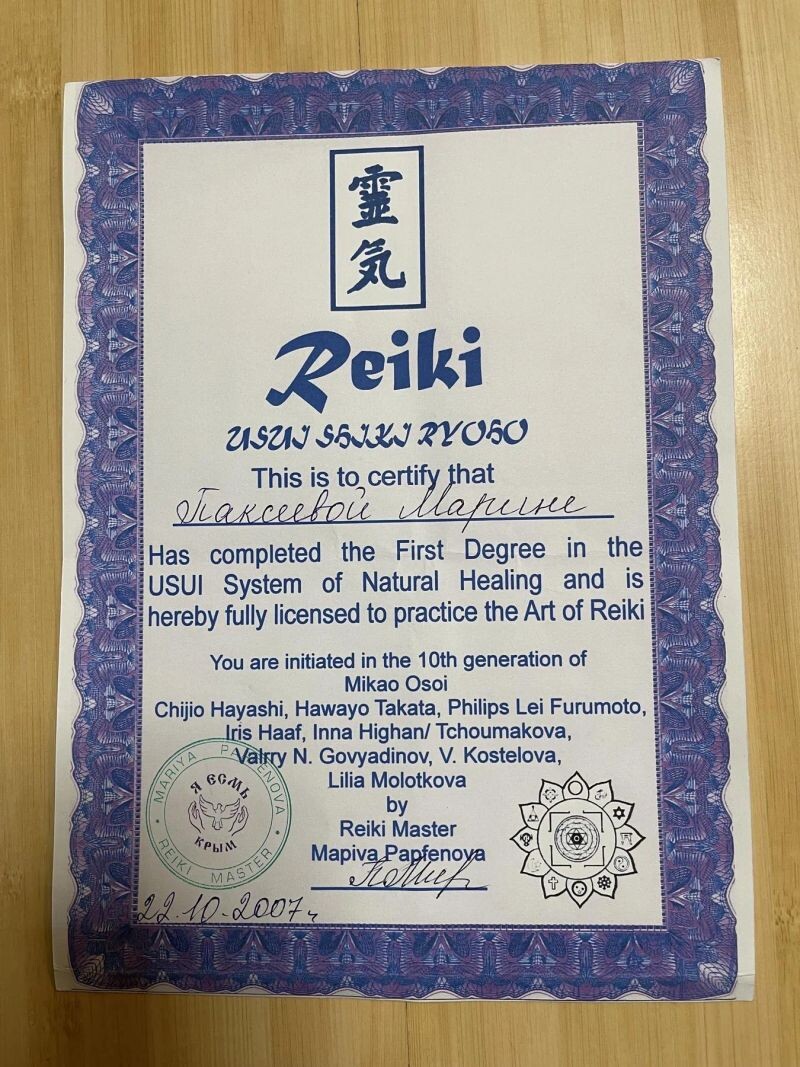 靈
気
Reiki
USUI SHIKI RYOHO
This is to certify that
Паксеевой Марине
Has completed the First Degree in the
USUI System of Natural Healing and is
hereby fully licensed to practice the Art of Reiki
You are initiated in the 10th generation of
Mikao Osoi
Chijio Hayashi, Hawayo Takata, Philips Lei Furumoto,
Iris Haaf, Inna Highan/ Tchoumakova,
Valrry N. Govyadinov, V. Kostelova,
Lilia Molotkova
by
Reiki Master
Mapiva Papfenova
MARIYA PAPFENOVA
Я ЕСМЬ
КРЫМ
REIKI MASTER
22.10.2007г